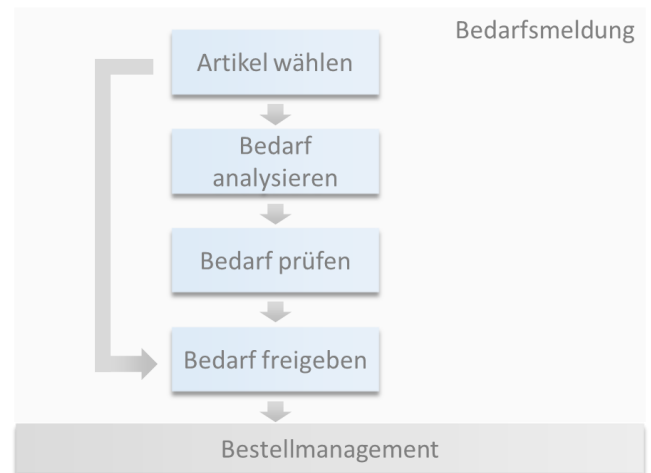 Bedarfsmeldung
Artikel wählen
Bedarf
analysieren
Bedarf prüfen
Bedarf freigeben
Bestellmanagement